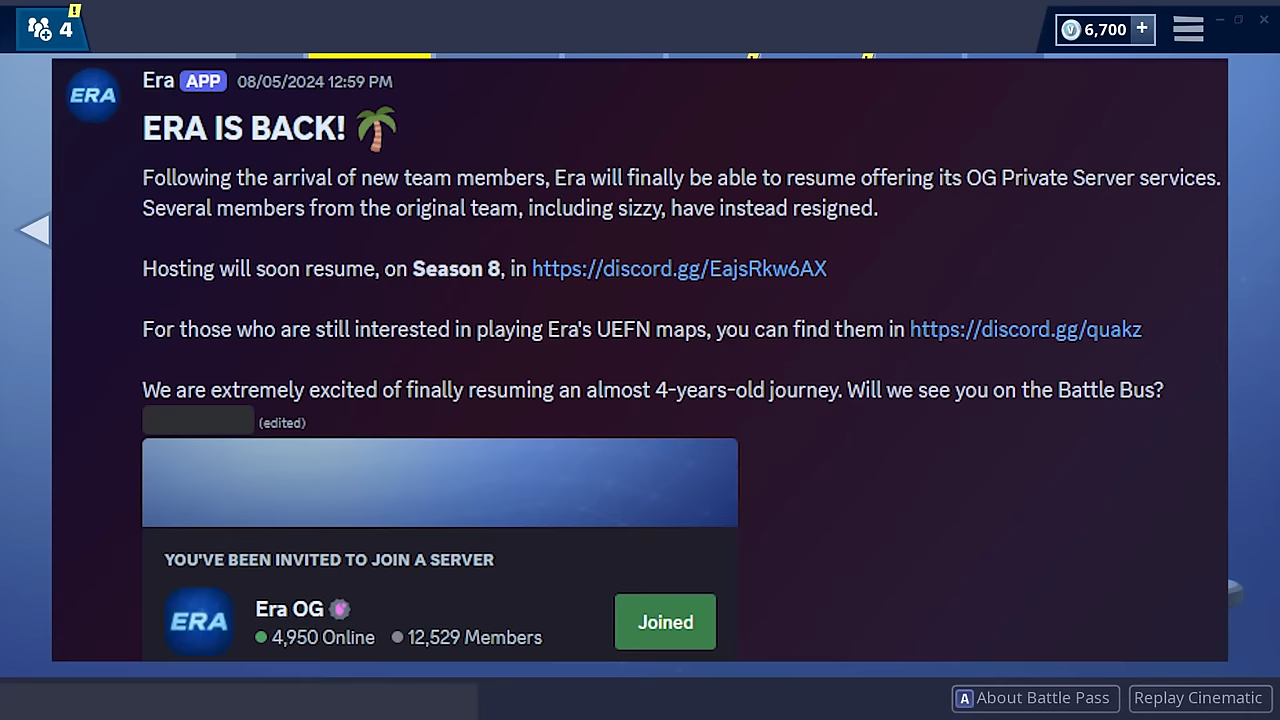 4
6,700 +
ERA
Era APP 08/05/2024 12:59 PM
ERA IS BACK! 🌴
Following the arrival of new team members, Era will finally be able to resume offering its OG Private Server services.
Several members from the original team, including sizzy, have instead resigned.
Hosting will soon resume, on Season 8, in https://discord.gg/EajsRkw6AX
For those who are still interested in playing Era's UEFN maps, you can find them in https://discord.gg/quakz
We are extremely excited of finally resuming an almost 4-years-old journey. Will we see you on the Battle Bus?
(edited)
YOU'VE BEEN INVITED TO JOIN A SERVER
ERA
Era OG
4,950 Online 12,529 Members
Joined
A About Battle Pass Replay Cinematic